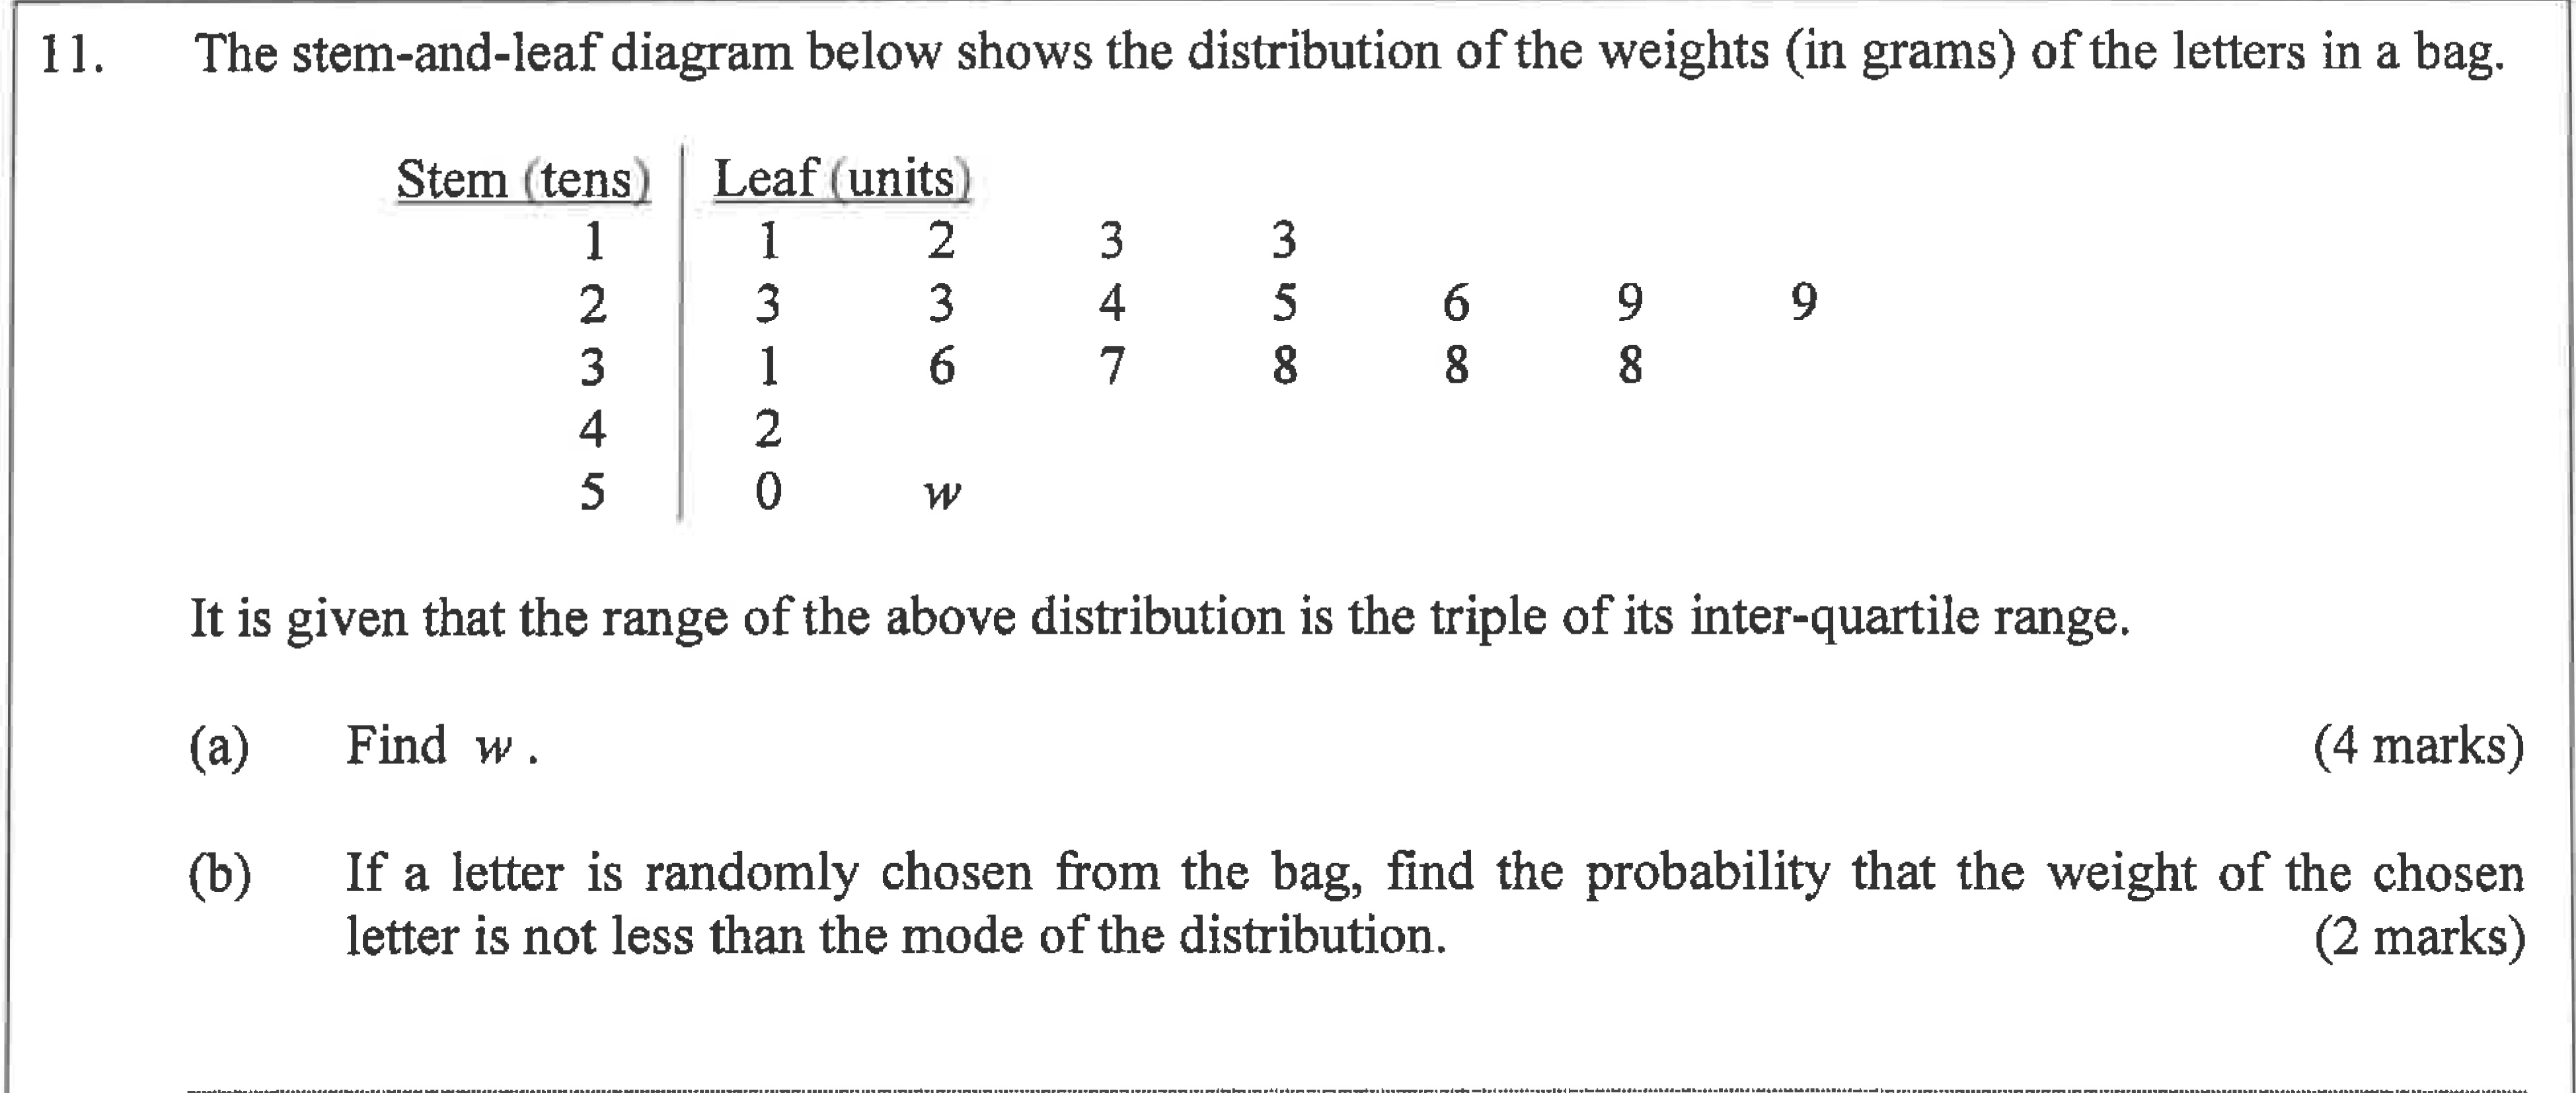 11. The stem-and-leaf diagram below shows the distribution of the weights (in grams) of the letters in a bag.
Stem (tens) Leaf (units)
1 1 2 3 3
2 3 3 4 5 6 9 9
3 1 6 7 8 8 8
4 2
5 0 w
It is given that the range of the above distribution is the triple of its inter-quartile range.
(a) Find w . (4 marks)
(b) If a letter is randomly chosen from the bag, find the probability that the weight of the chosen
letter is not less than the mode of the distribution. (2 marks)